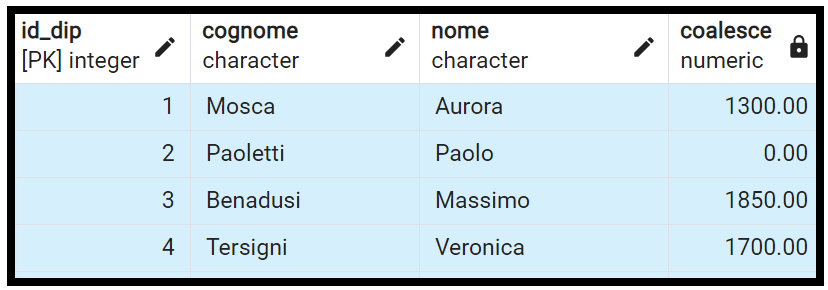 id_dip cognome nome coalesce
[PK] integer character character numeric
1 Mosca Aurora 1300.00
2 Paoletti Paolo 0.00
3 Benadusi Massimo 1850.00
4 Tersigni Veronica 1700.00